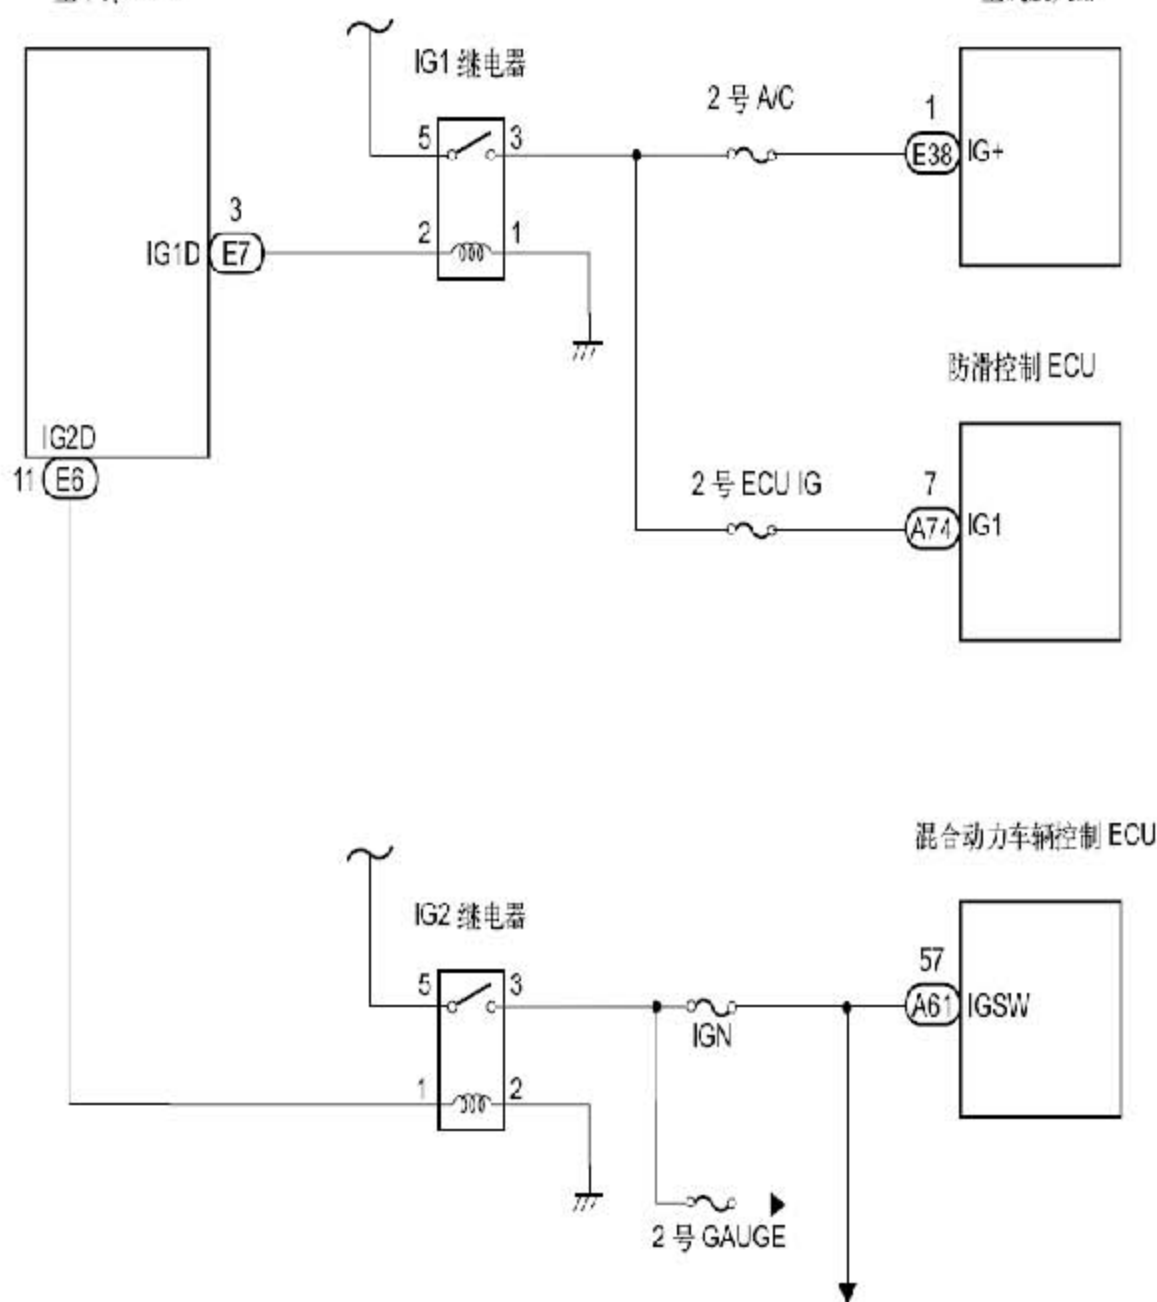 IG1 继电器
2 号 A/C
5
3
1
E38
IG+
3
IG1D
E7
2
1
防滑控制 ECU
IG2D
11
E6
2 号 ECU IG
7
A74
IG1
混合动力车辆控制 ECU
IG2 继电器
5
3
57
A61
IGSW
IGN
1
2
2 号 GAUGE